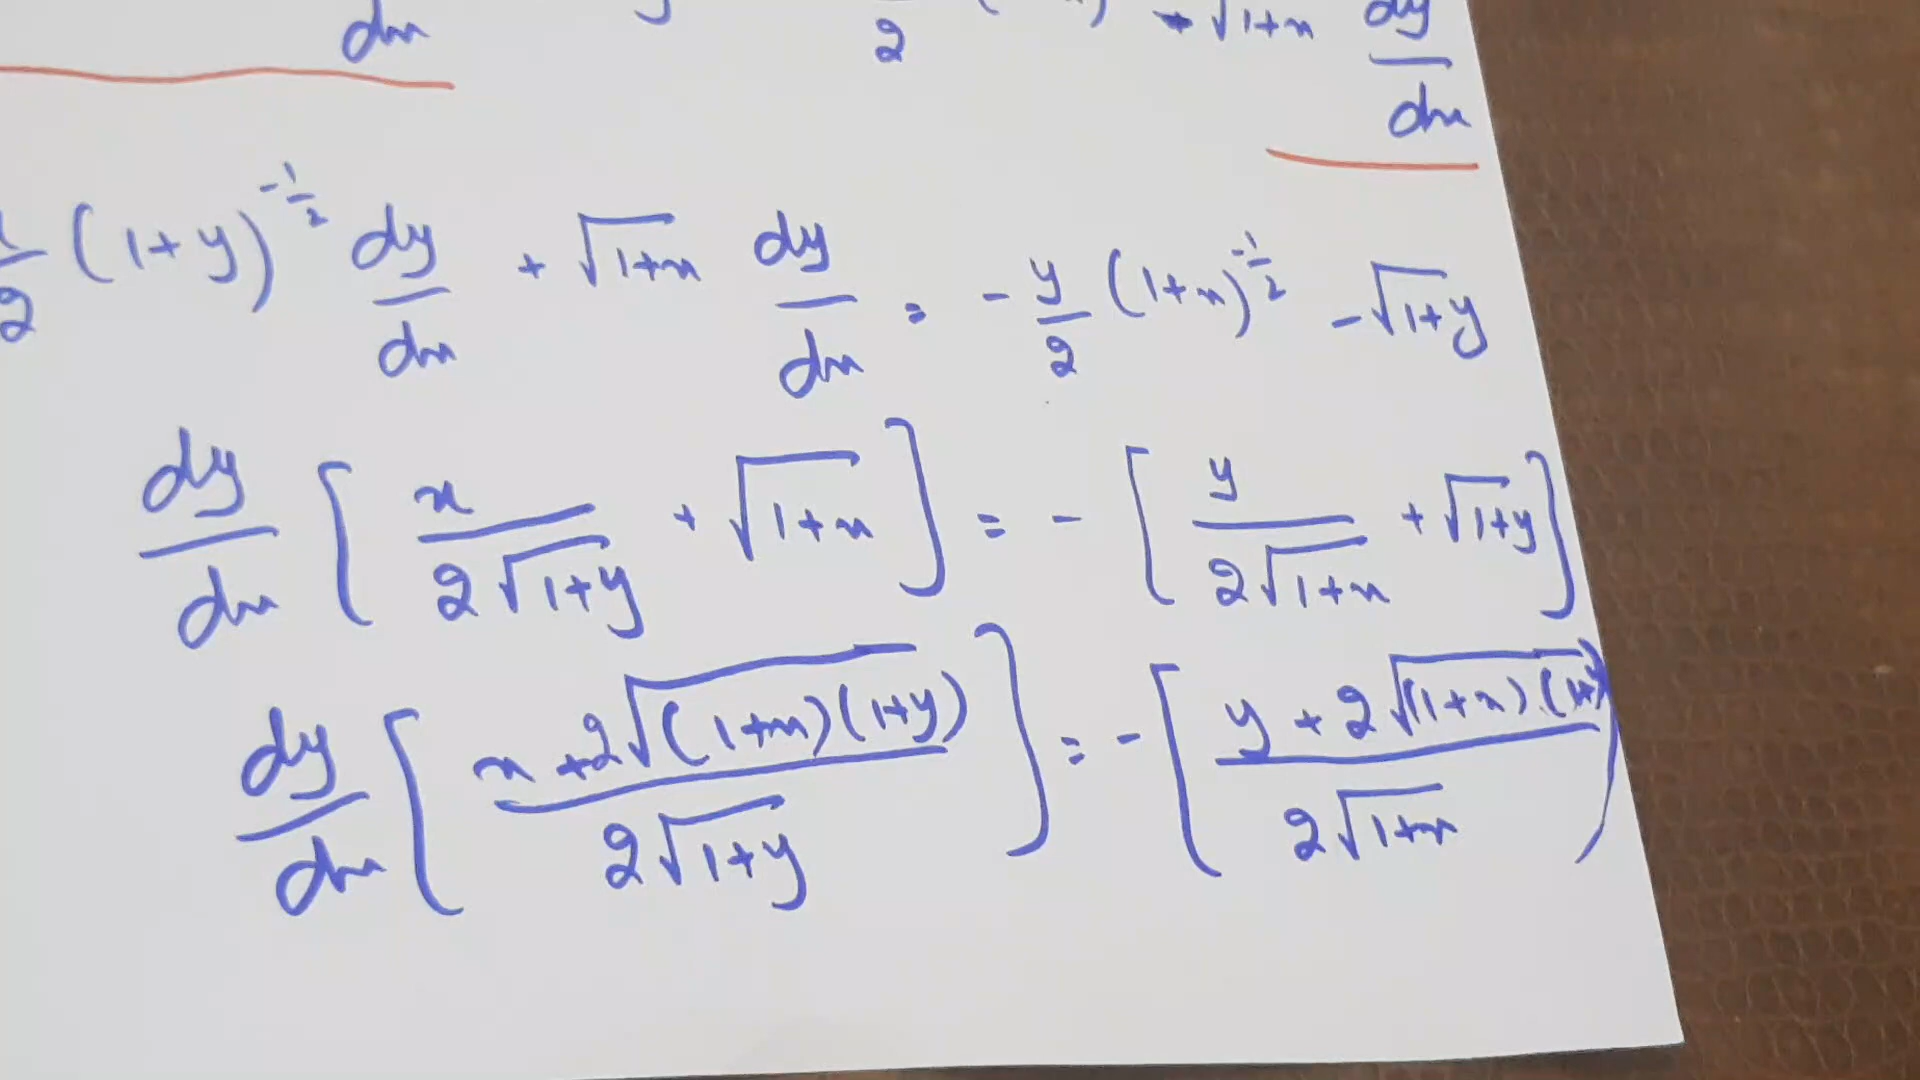 dx 2 + √1+x dy/dx
1/2 (1+y)^-1/2 dy/dx + √1+x dy/dx = - y/2 (1+x)^-1/2 - √1+y
dy/dx [ x/2√1+y + √1+x ] = - [ y/2√1+x + √1+y ]
dy/dx [ x+2√(1+x)(1+y) / 2√1+y ] = - [ y+2√(1+x).(1+y) / 2√1+x ]